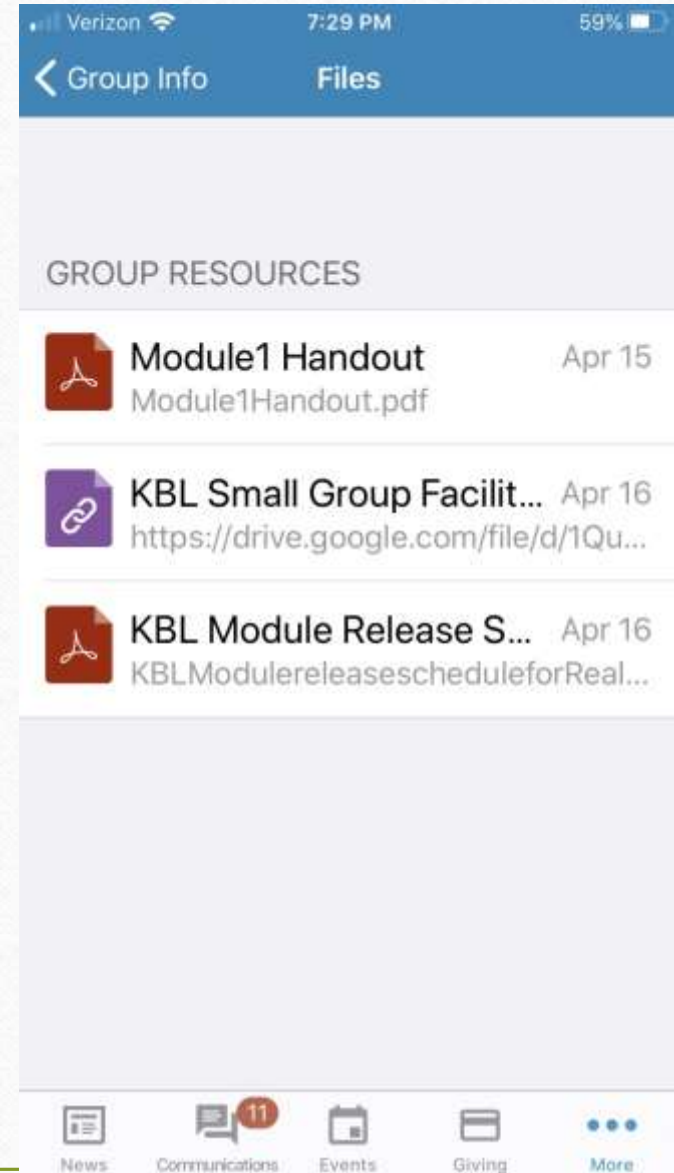 Verizon 7:29 PM 59%
Group Info Files
GROUP RESOURCES
Module1 Handout Apr 15
Module1Handout.pdf
KBL Small Group Facilit... Apr 16
https://drive.google.com/file/d/1Qu...
KBL Module Release S... Apr 16
KBLModulereleasescheduleforReal...
11
News Communications Events Giving More